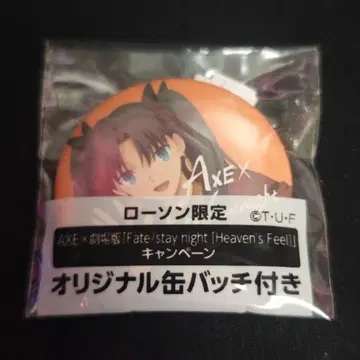 AXE×
night
ローソン限定
©T・U・F
AXE×劇場版「Fate/stay night [Heaven's Feel]」
キャンペーン
オリジナル缶バッチ付き